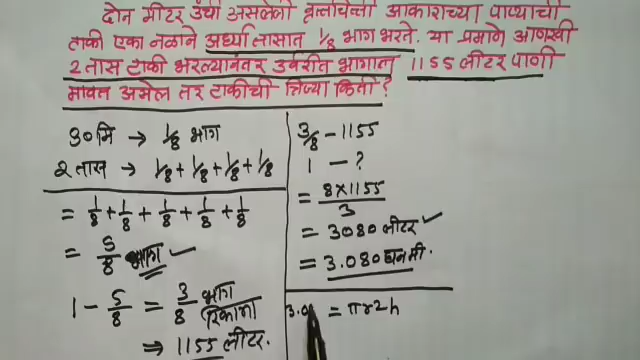 दोन मीटर उंची असलेली वृत्तचिती आकाराच्या पाण्याची
टाकी एका नळाने अर्ध्या तासात 1/8 भाग भरते. या प्रमाणे आणखी
2 तास टाकी भरल्यानंतर उर्वरीत भागात 1155 लीटर पाणी
मावत असेल तर टाकीची त्रिज्या किती?
30 मि → 1/8 भाग
2 तास → 1/8 + 1/8 + 1/8 + 1/8
= 1/8 + 1/8 + 1/8 + 1/8 + 1/8
= 5/8 भाग ✓
1 - 5/8 = 3/8 भाग रिकामा
⇒ 1155 लीटर.
3/8 - 1155
1 - ?
= 8×1155/3
= 3080 लीटर ✓
= 3.080 घनमी.
3.0 = πr2h